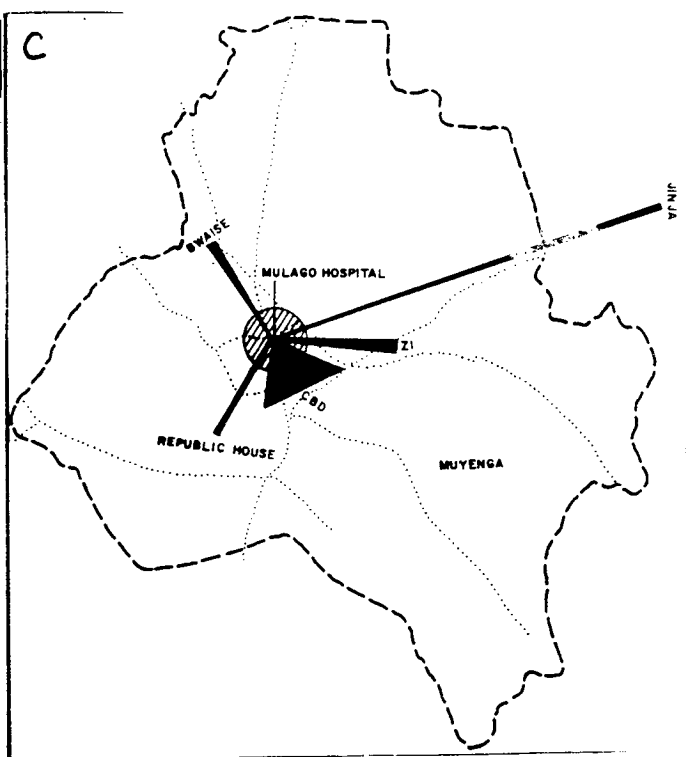 C
JINJA
BWAISE
MULAGO HOSPITAL
ZI
CBD
REPUBLIC HOUSE
MUYENGA